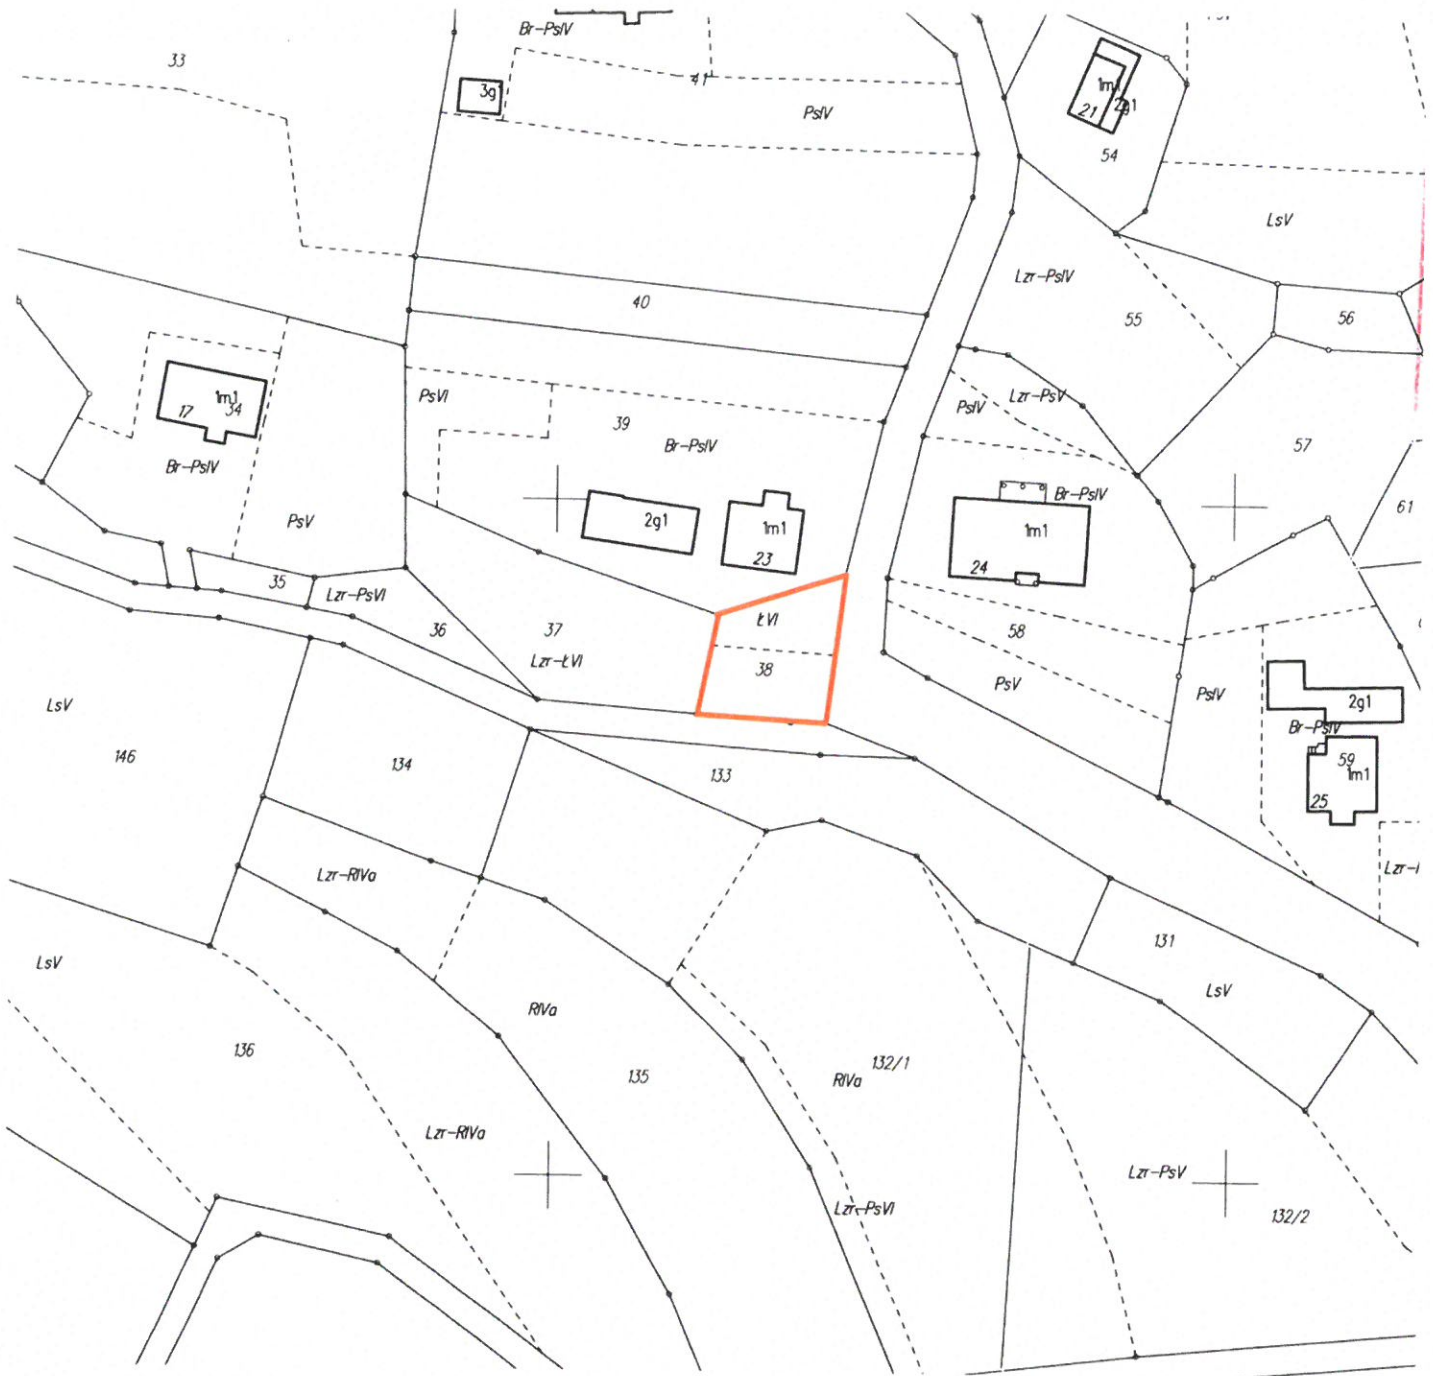 Br-PsIV
33
3g
41
PsIV
1m1
2g1
21
54
LsV
Lzr-PsIV
40
55
56
PsVI
Lzr-PsV
PsIV
1m1
17
34
39
Br-PsIV
57
Br-PsIV
Br-PsIV
61
PsV
2g1
1m1
23
1m1
24
35
Lzr-PsVI
36
37
ŁVI
58
Lzr-ŁVI
38
PsV
PsIV
2g1
LsV
Br-PsIV
146
134
133
59
1m1
25
Lzr-RIVa
Lzr-
131
LsV
LsV
RIVa
136
135
132/1
RIVa
Lzr-RIVa
Lzr-PsV
Lzr-PsVI
132/2